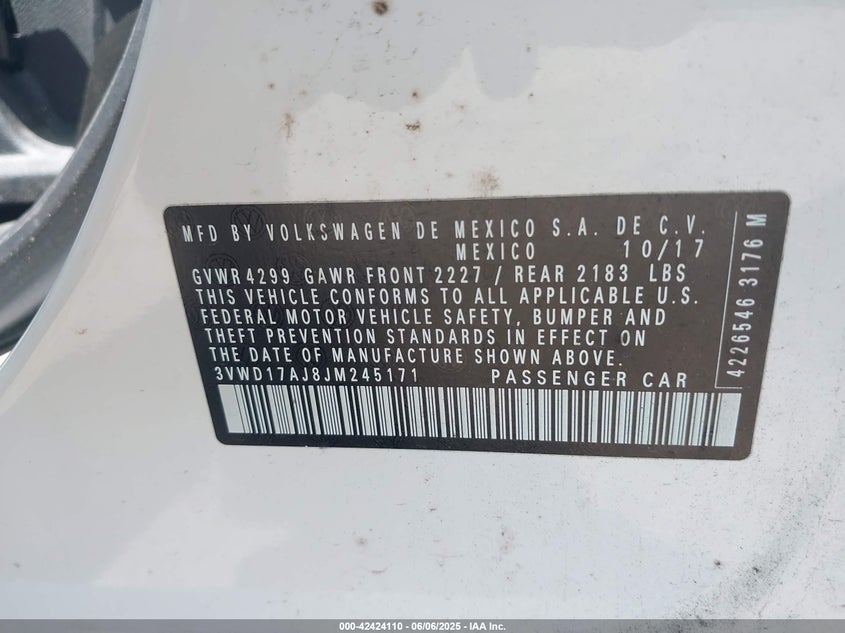 MFD BY VOLKSWAGEN DE MEXICO S.A. DE C.V.
MEXICO 10/17
GVWR 4299 GAWR FRONT 2227 / REAR 2183 LBS
THIS VEHICLE CONFORMS TO ALL APPLICABLE U.S.
FEDERAL MOTOR VEHICLE SAFETY, BUMPER AND
THEFT PREVENTION STANDARDS IN EFFECT ON
THE DATE OF MANUFACTURE SHOWN ABOVE.
3VWD17AJ8JM245171 PASSENGER CAR
4226546 3176 M
000-42424110 - 06/06/2025 - IAA Inc.